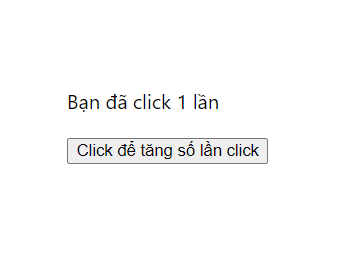 Bạn đã click 1 lần
Click để tăng số lần click